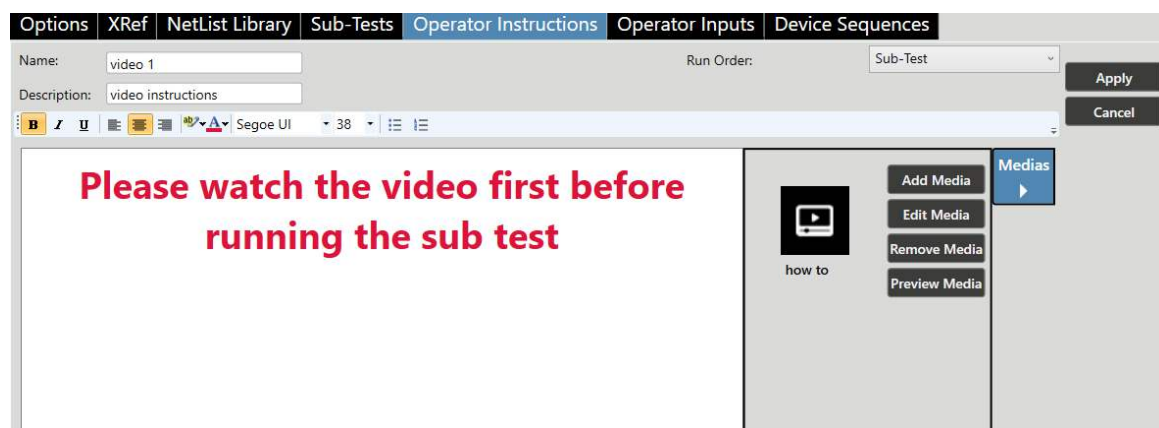 Options XRef NetList Library Sub-Tests Operator Instructions Operator Inputs Device Sequences
Name: video 1 Run Order: Sub-Test
Apply
Description: video instructions
Cancel
B I U ab A Segoe UI 38
Please watch the video first before
running the sub test
how to
Add Media
Edit Media
Remove Media
Preview Media
Medias